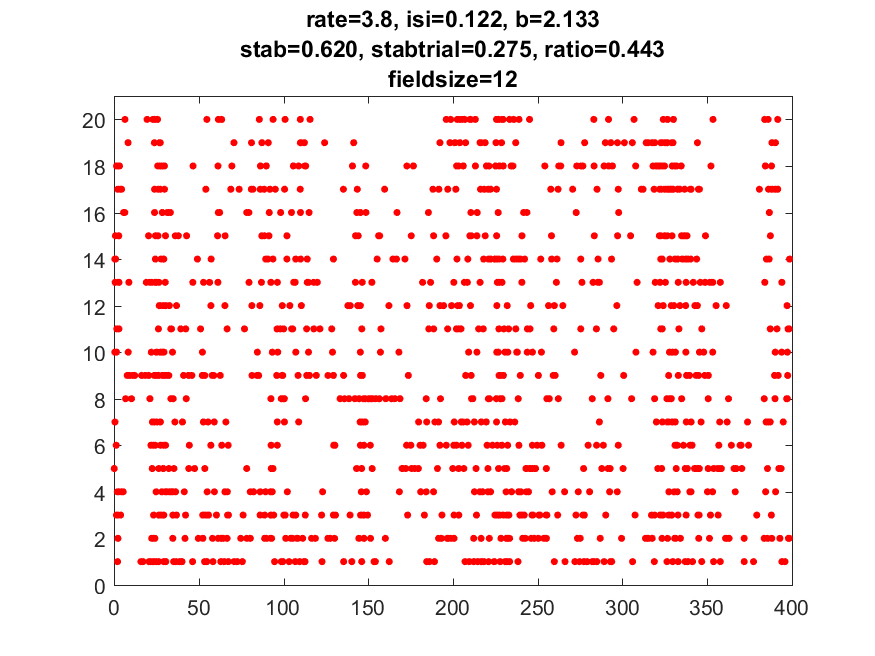 rate=3.8, isi=0.122, b=2.133
stab=0.620, stabtrial=0.275, ratio=0.443
fieldsize=12
20
18
16
14
12
10
8
6
4
2
0
0 50 100 150 200 250 300 350 400